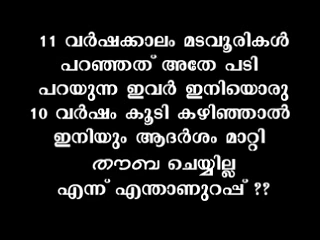 11 വർഷക്കാലം മടവൂരികൾ
പറഞ്ഞത് അതേ പടി
പറയുന്ന ഇവർ ഇനിയൊരു
10 വർഷം കൂടി കഴിഞ്ഞാൽ
ഇനിയും ആദർശം മാറ്റി
തൗബ ചെയ്യില്ല
എന്ന് എന്താണുറപ്പ് ??